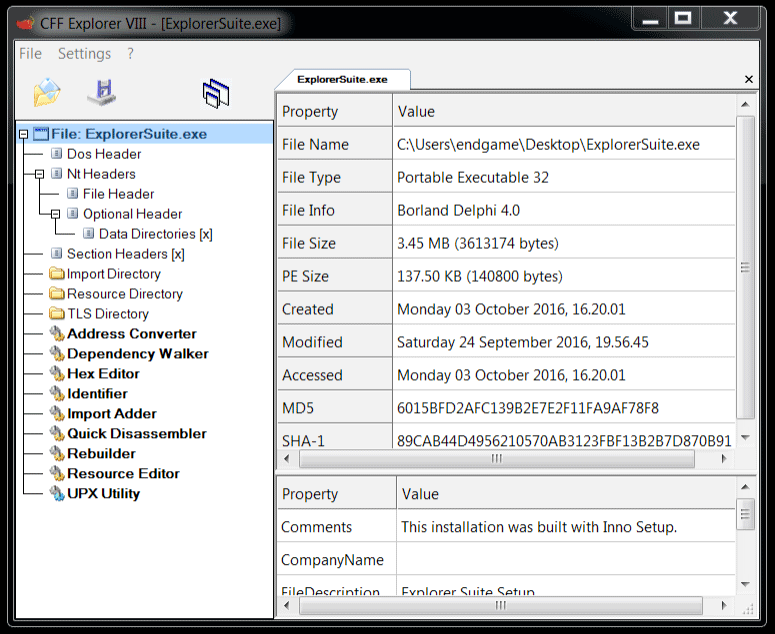 CFF Explorer VIII - [ExplorerSuite.exe]
File Settings ?
ExplorerSuite.exe
File: ExplorerSuite.exe
Dos Header
Nt Headers
File Header
Optional Header
Data Directories [x]
Section Headers [x]
Import Directory
Resource Directory
TLS Directory
Address Converter
Dependency Walker
Hex Editor
Identifier
Import Adder
Quick Disassembler
Rebuilder
Resource Editor
UPX Utility
Property Value
File Name C:\Users\endgame\Desktop\ExplorerSuite.exe
File Type Portable Executable 32
File Info Borland Delphi 4.0
File Size 3.45 MB (3613174 bytes)
PE Size 137.50 KB (140800 bytes)
Created Monday 03 October 2016, 16.20.01
Modified Saturday 24 September 2016, 19.56.45
Accessed Monday 03 October 2016, 16.20.01
MD5 6015BFD2AFC139B2E7E2F11FA9AF78F8
SHA-1 89CAB44D4956210570AB3123FBF13B2B7D870B91
Property Value
Comments This installation was built with Inno Setup.
CompanyName
FileDescription Explorer Suite Setup